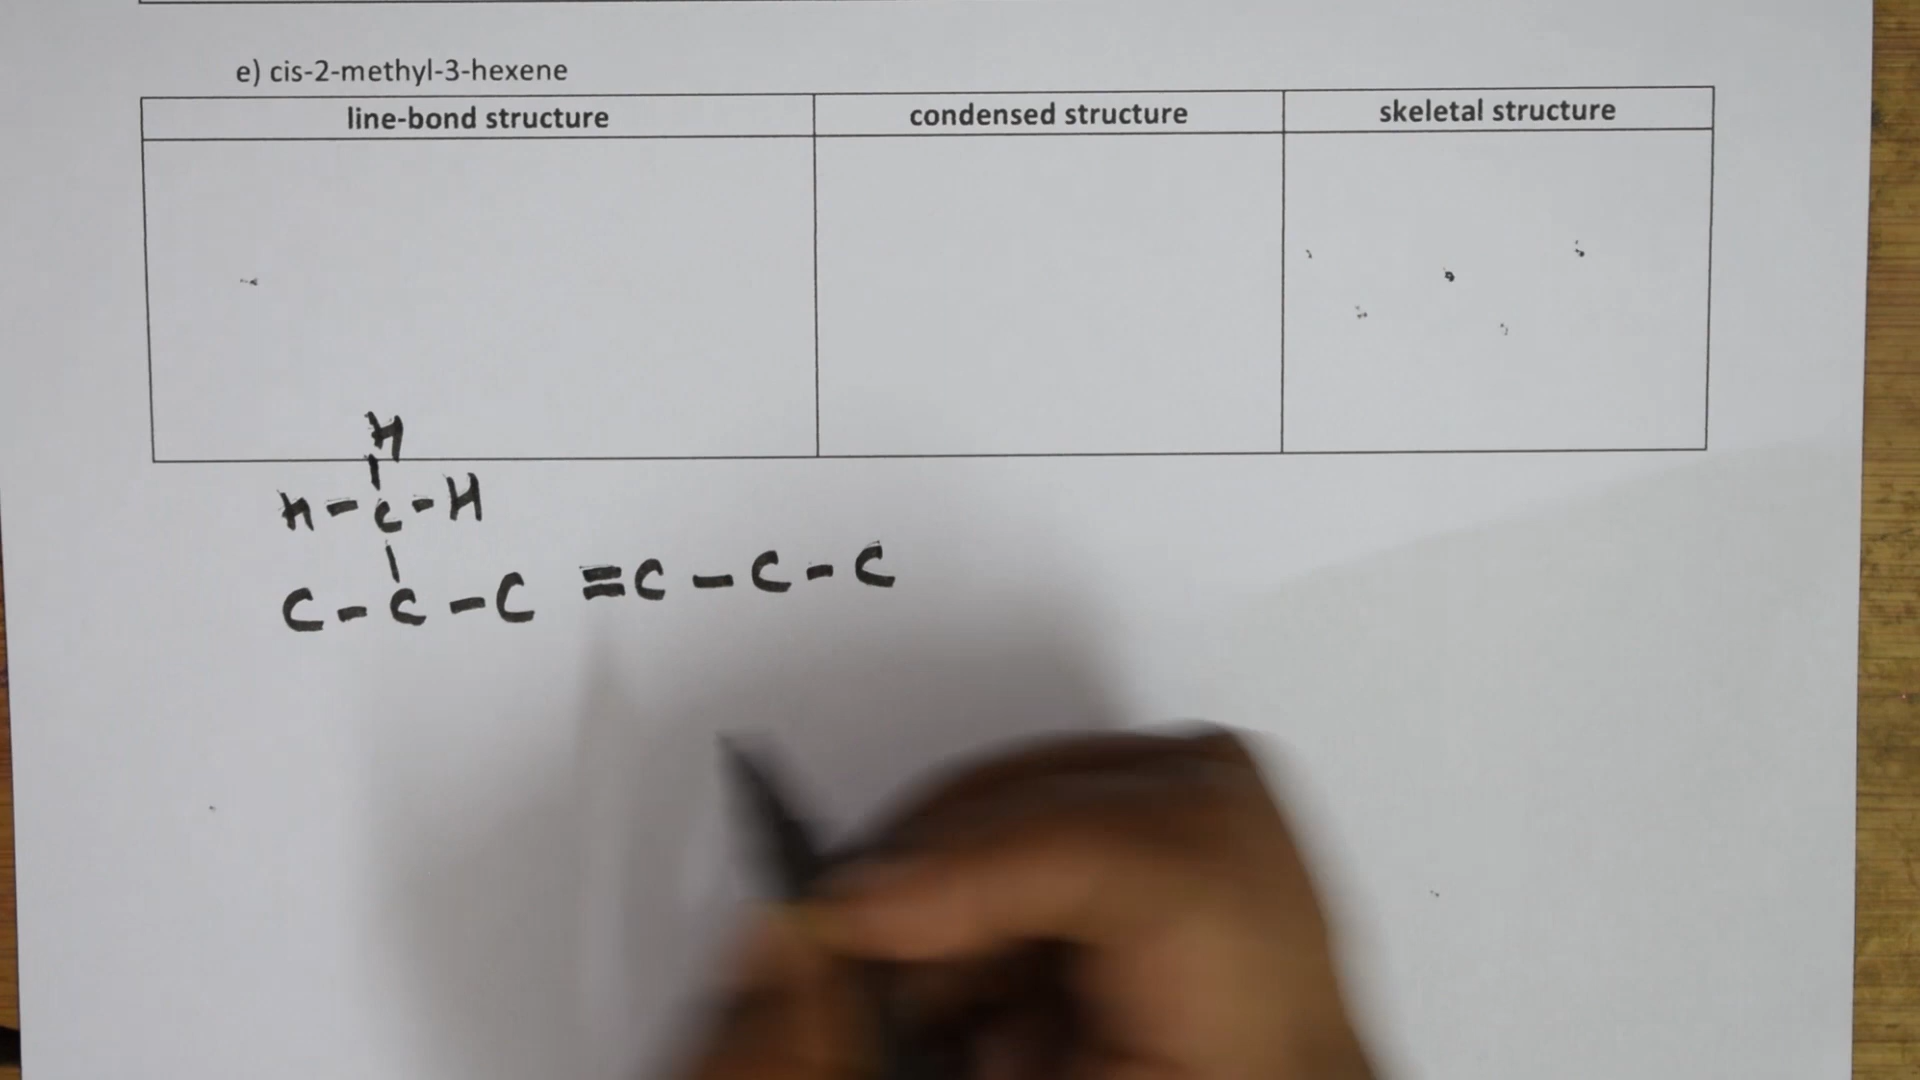 e) cis-2-methyl-3-hexene
line-bond structure condensed structure skeletal structure
H
H-C-H
C-C-C=C-C-C